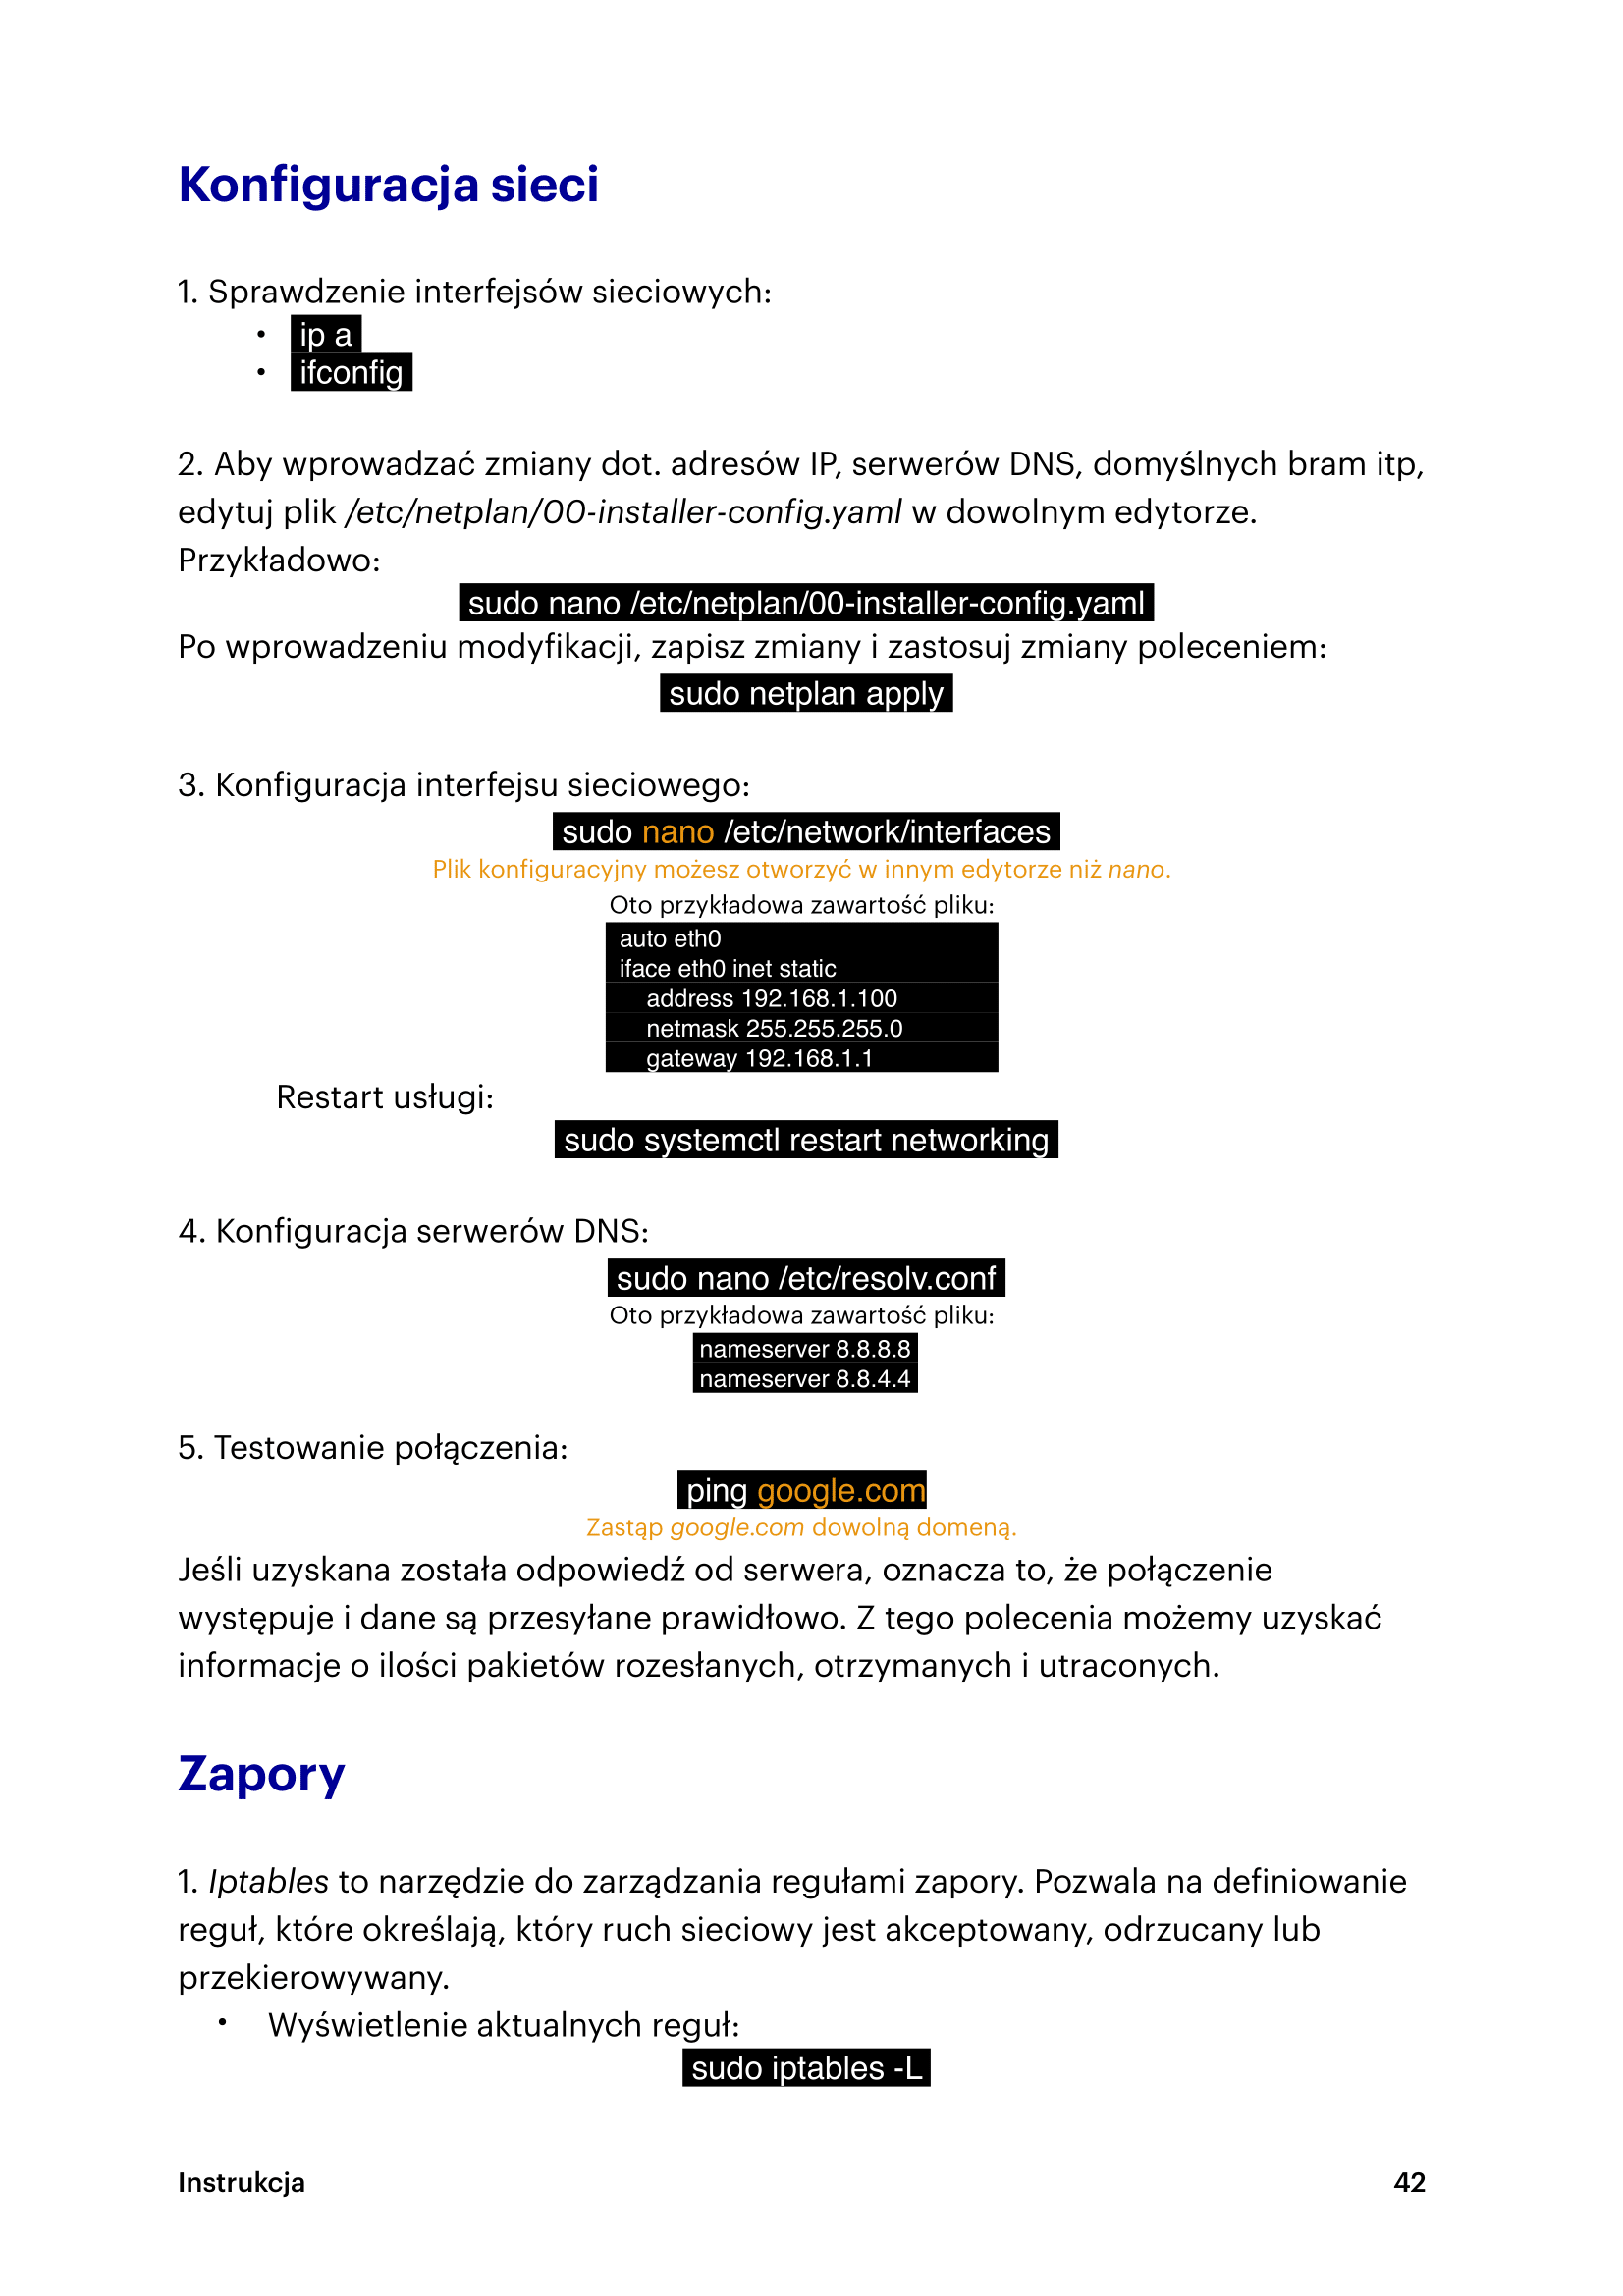 Konfiguracja sieci
1. Sprawdzenie interfejsów sieciowych:
• ip a
• ifconfig
2. Aby wprowadzać zmiany dot. adresów IP, serwerów DNS, domyślnych bram itp,
edytuj plik /etc/netplan/00-installer-config.yaml w dowolnym edytorze.
Przykładowo:
sudo nano /etc/netplan/00-installer-config.yaml
Po wprowadzeniu modyfikacji, zapisz zmiany i zastosuj zmiany poleceniem:
sudo netplan apply
3. Konfiguracja interfejsu sieciowego:
sudo nano /etc/network/interfaces
Plik konfiguracyjny możesz otworzyć w innym edytorze niż nano.
Oto przykładowa zawartość pliku:
auto eth0
iface eth0 inet static
address 192.168.1.100
netmask 255.255.255.0
gateway 192.168.1.1
Restart usługi:
sudo systemctl restart networking
4. Konfiguracja serwerów DNS:
sudo nano /etc/resolv.conf
Oto przykładowa zawartość pliku:
nameserver 8.8.8.8
nameserver 8.8.4.4
5. Testowanie połączenia:
ping google.com
Zastąp google.com dowolną domeną.
Jeśli uzyskana została odpowiedź od serwera, oznacza to, że połączenie
występuje i dane są przesyłane prawidłowo. Z tego polecenia możemy uzyskać
informacje o ilości pakietów rozesłanych, otrzymanych i utraconych.
Zapory
1. Iptables to narzędzie do zarządzania regułami zapory. Pozwala na definiowanie
reguł, które określają, który ruch sieciowy jest akceptowany, odrzucany lub
przekierowywany.
• Wyświetlenie aktualnych reguł:
sudo iptables -L
Instrukcja 42